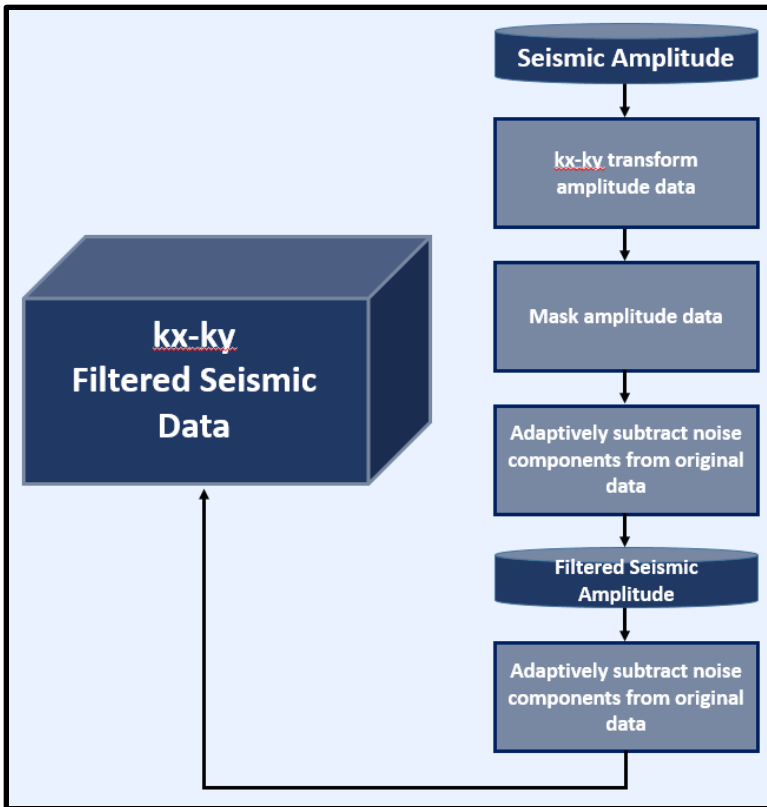 Seismic Amplitude
kx-ky transform
amplitude data
Mask amplitude data
Adaptively subtract noise
components from original
data
Filtered Seismic
Amplitude
Adaptively subtract noise
components from original
data
kx-ky
Filtered Seismic
Data